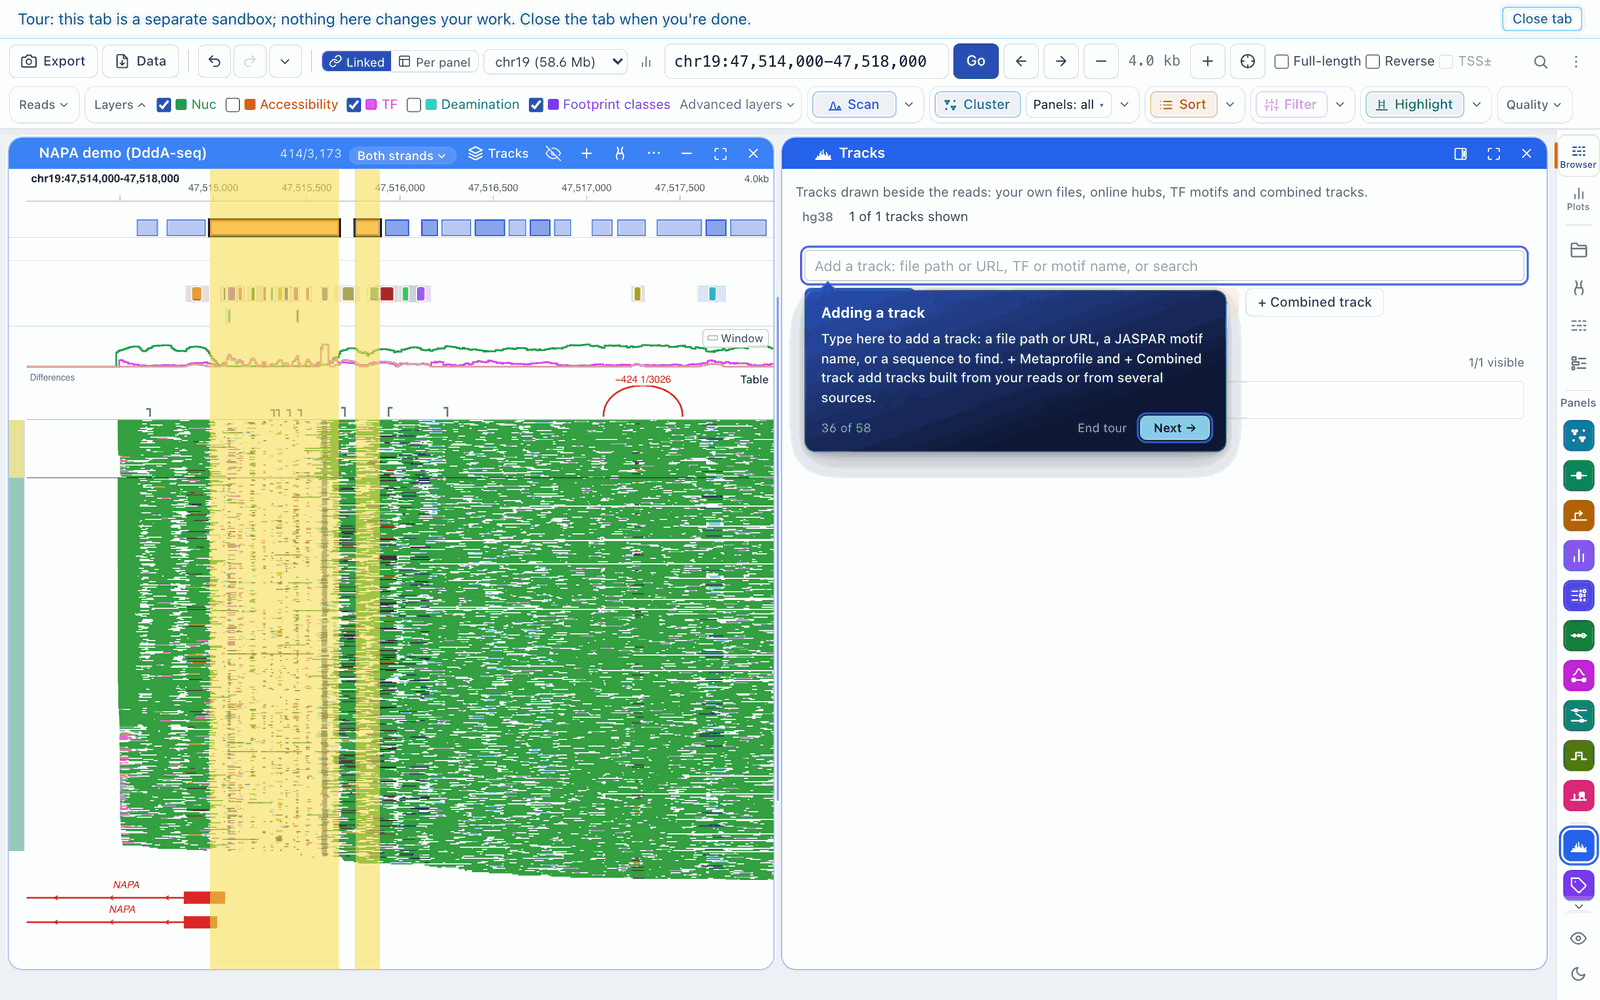 Tour: this tab is a separate sandbox; nothing here changes your work. Close the tab when you're done.
Close tab
Export
Data
Linked
Per panel
chr19 (58.6 Mb)
chr19:47,514,000–47,518,000
Go
4.0 kb
Full-length
Reverse
TSS±
Reads
Layers
Nuc
Accessibility
TF
Deamination
Footprint classes
Advanced layers
Scan
Cluster
Panels: all
Sort
Filter
Highlight
Quality
NAPA demo (DddA-seq)
414/3,173
Both strands
Tracks
chr19:47,514,000-47,518,000
47,515,000
47,515,500
47,516,000
47,516,500
47,517,000
47,517,500
4.0kb
Window
Differences
−424 1/3026
Table
NAPA
NAPA
Tracks
Tracks drawn beside the reads: your own files, online hubs, TF motifs and combined tracks.
hg38
1 of 1 tracks shown
Add a track: file path or URL, TF or motif name, or search
+ Combined track
Adding a track
Type here to add a track: a file path or URL, a JASPAR motif
name, or a sequence to find. + Metaprofile and + Combined
track add tracks built from your reads or from several
sources.
36 of 58
End tour
Next →
1/1 visible
Browser
Plots
Panels